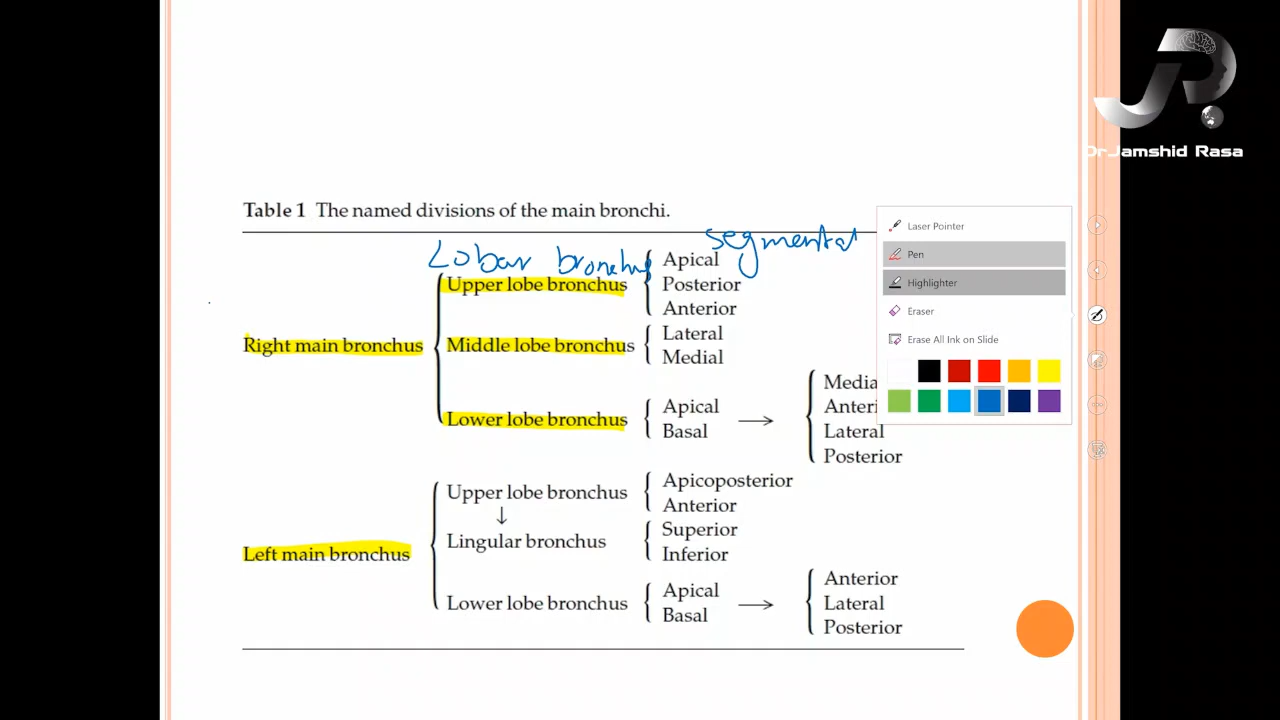 DrJamshid Rasa
Table 1 The named divisions of the main bronchi.
Lobar bronchus
segmental
Right main bronchus
Upper lobe bronchus
Apical
Posterior
Anterior
Middle lobe bronchus
Lateral
Medial
Lower lobe bronchus
Apical
Basal →
Media
Anteri
Lateral
Posterior
Left main bronchus
Upper lobe bronchus
↓
Apicoposterior
Anterior
Lingular bronchus
Superior
Inferior
Lower lobe bronchus
Apical
Basal →
Anterior
Lateral
Posterior
Laser Pointer
Pen
Highlighter
Eraser
Erase All Ink on Slide